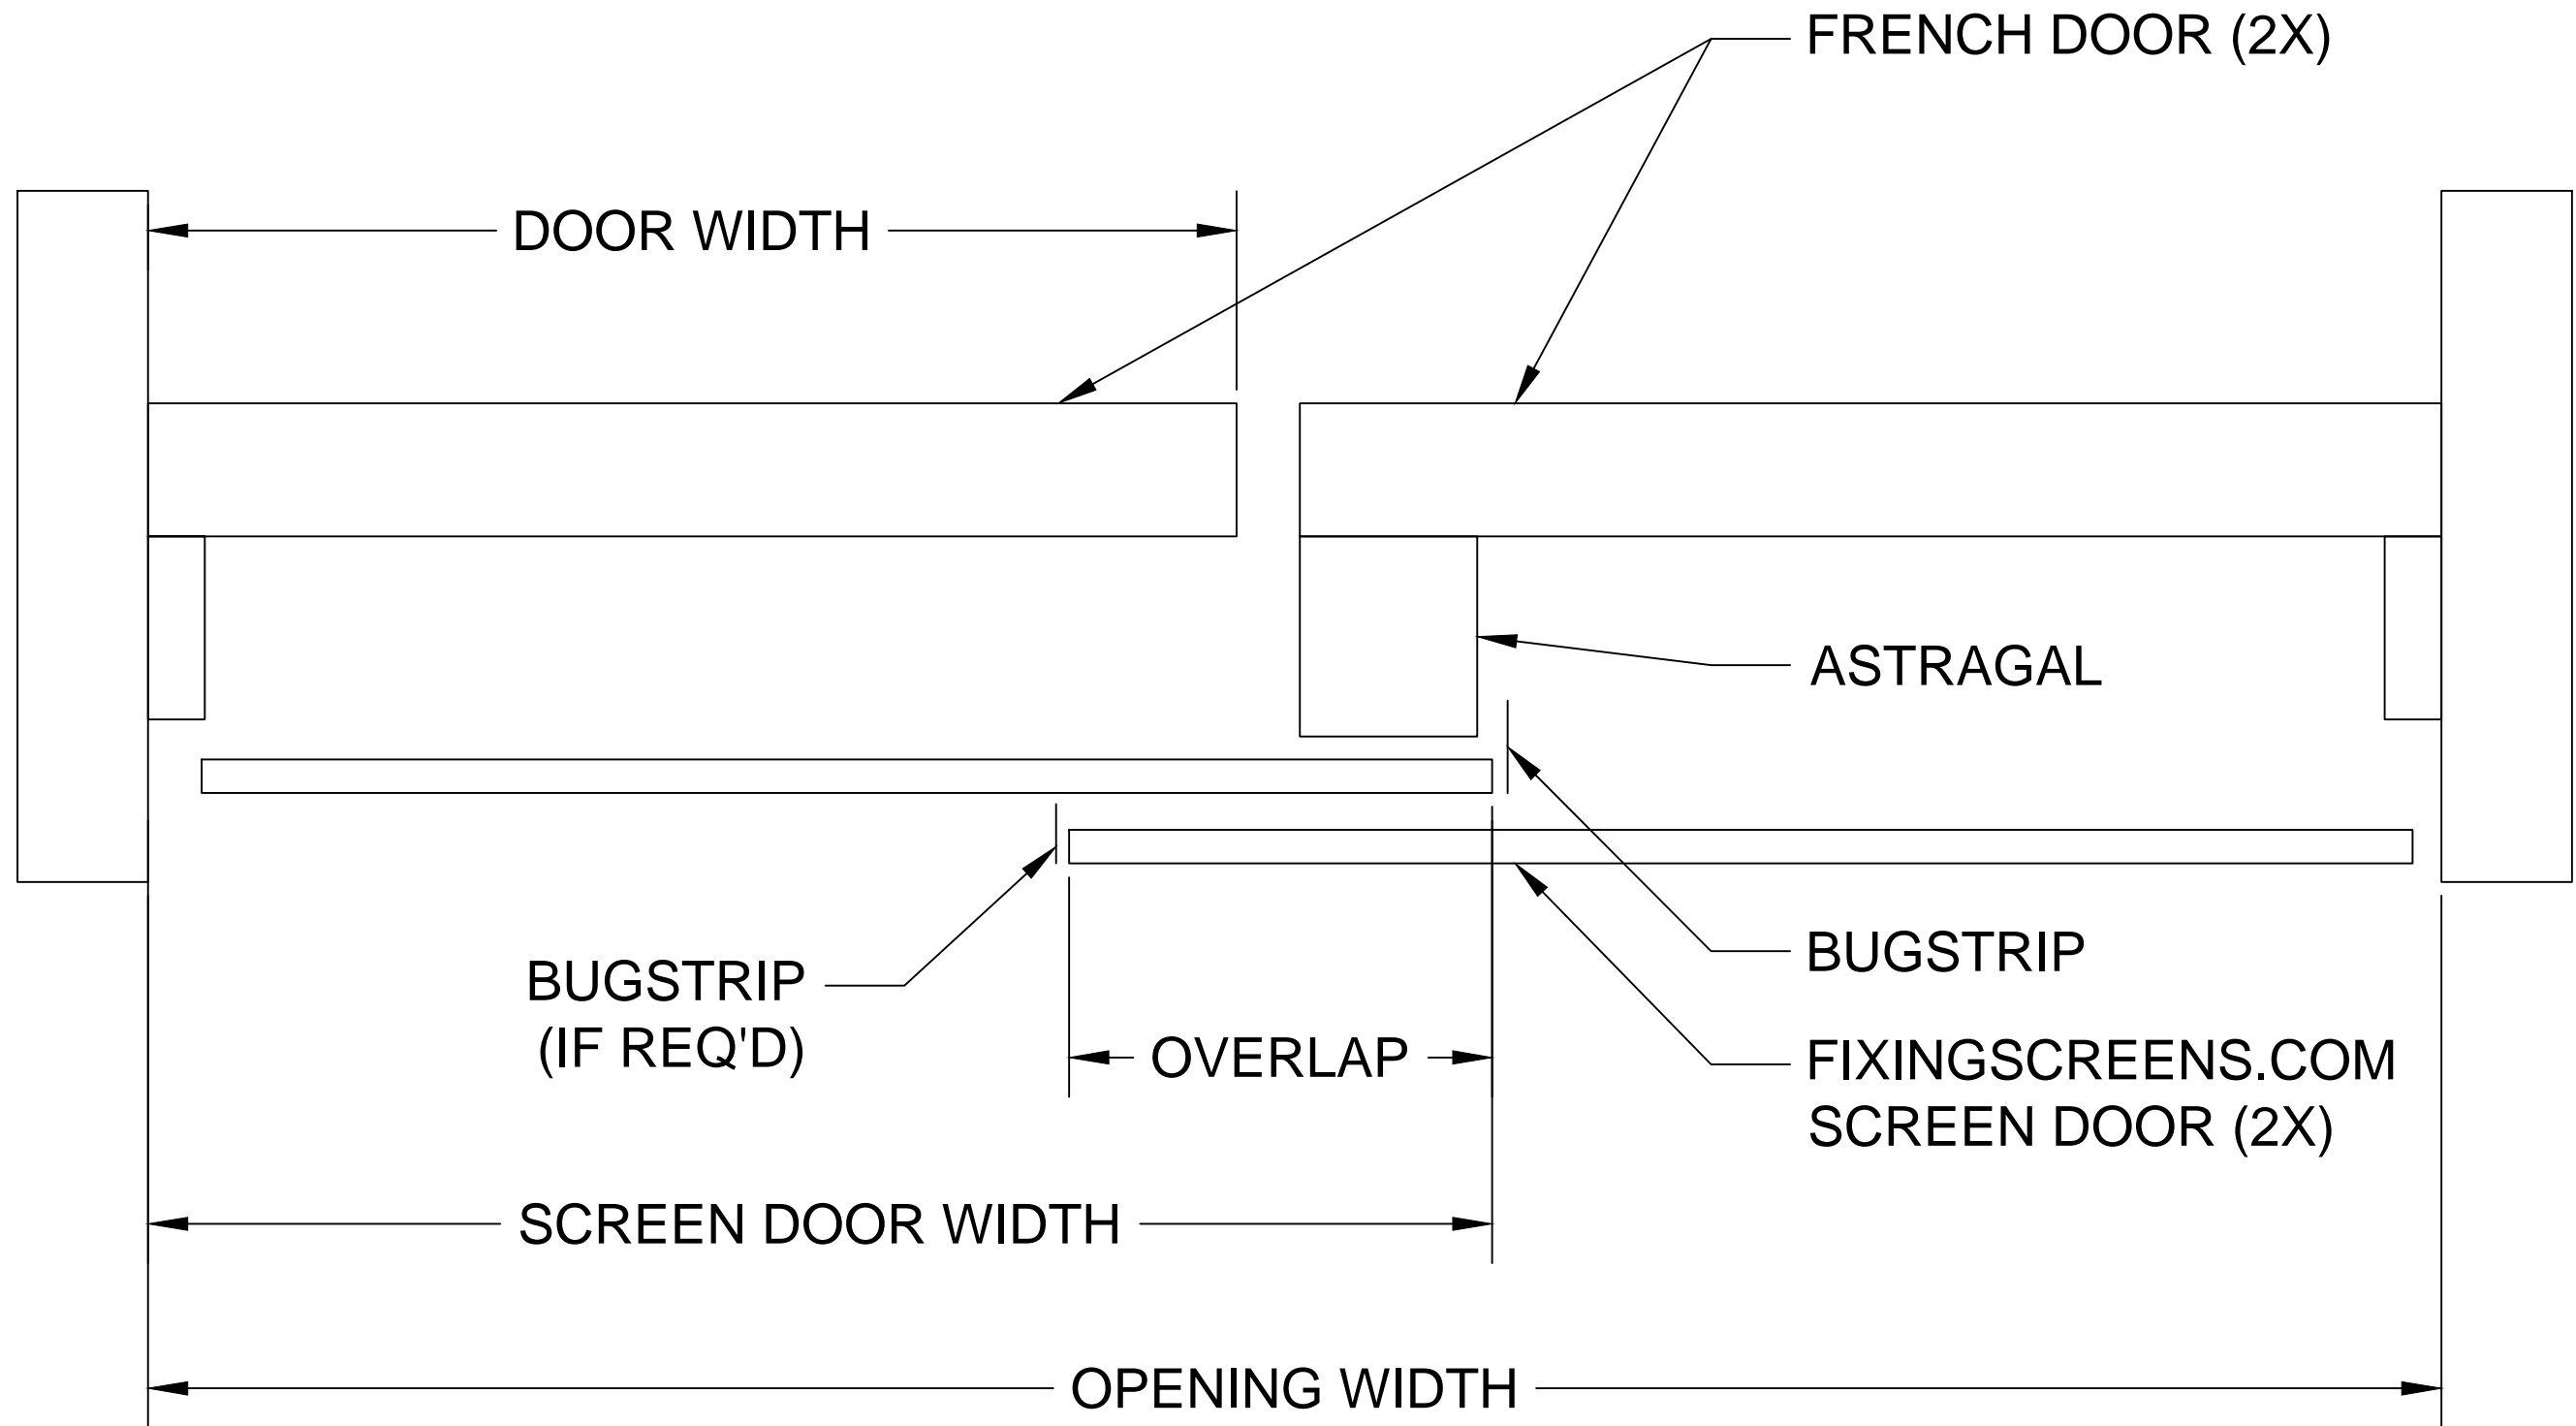 FRENCH DOOR (2X)
DOOR WIDTH
ASTRAGAL
BUGSTRIP
(IF REQ'D)
BUGSTRIP
OVERLAP
FIXINGSCREENS.COM
SCREEN DOOR (2X)
SCREEN DOOR WIDTH
OPENING WIDTH